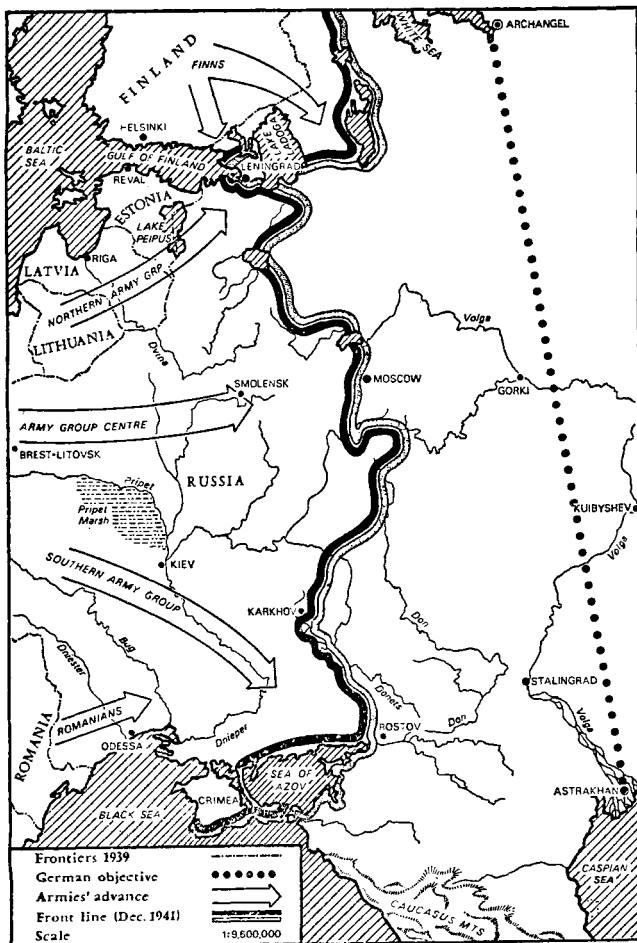 ARCHANGEL
WHITE SEA
FINLAND
FINNS
HELSINKI
LAKE LADOGA
BALTIC SEA
GULF OF FINLAND
LENINGRAD
REVAL
ESTONIA
LAKE PEIPUS
RIGA
LATVIA
NORTHERN ARMY GRP
LITHUANIA
Dvina
Volga
MOSCOW
GORKI
SMOLENSK
ARMY GROUP CENTRE
BREST-LITOVSK
RUSSIA
Pripet
Pripet Marsh
KUIBYSHEV
Volga
KIEV
SOUTHERN ARMY GROUP
KARKHOV
Don
Bug
Dniester
Donets
STALINGRAD
Don
Volga
ROMANIANS
ROSTOV
Dnieper
ROMANIA
ODESSA
SEA OF AZOV
ASTRAKHAN
CRIMEA
BLACK SEA
CASPIAN SEA
CAUCASUS MTS
Frontiers 1939
German objective
Armies' advance
Front line (Dec. 1941)
Scale 1:9,600,000